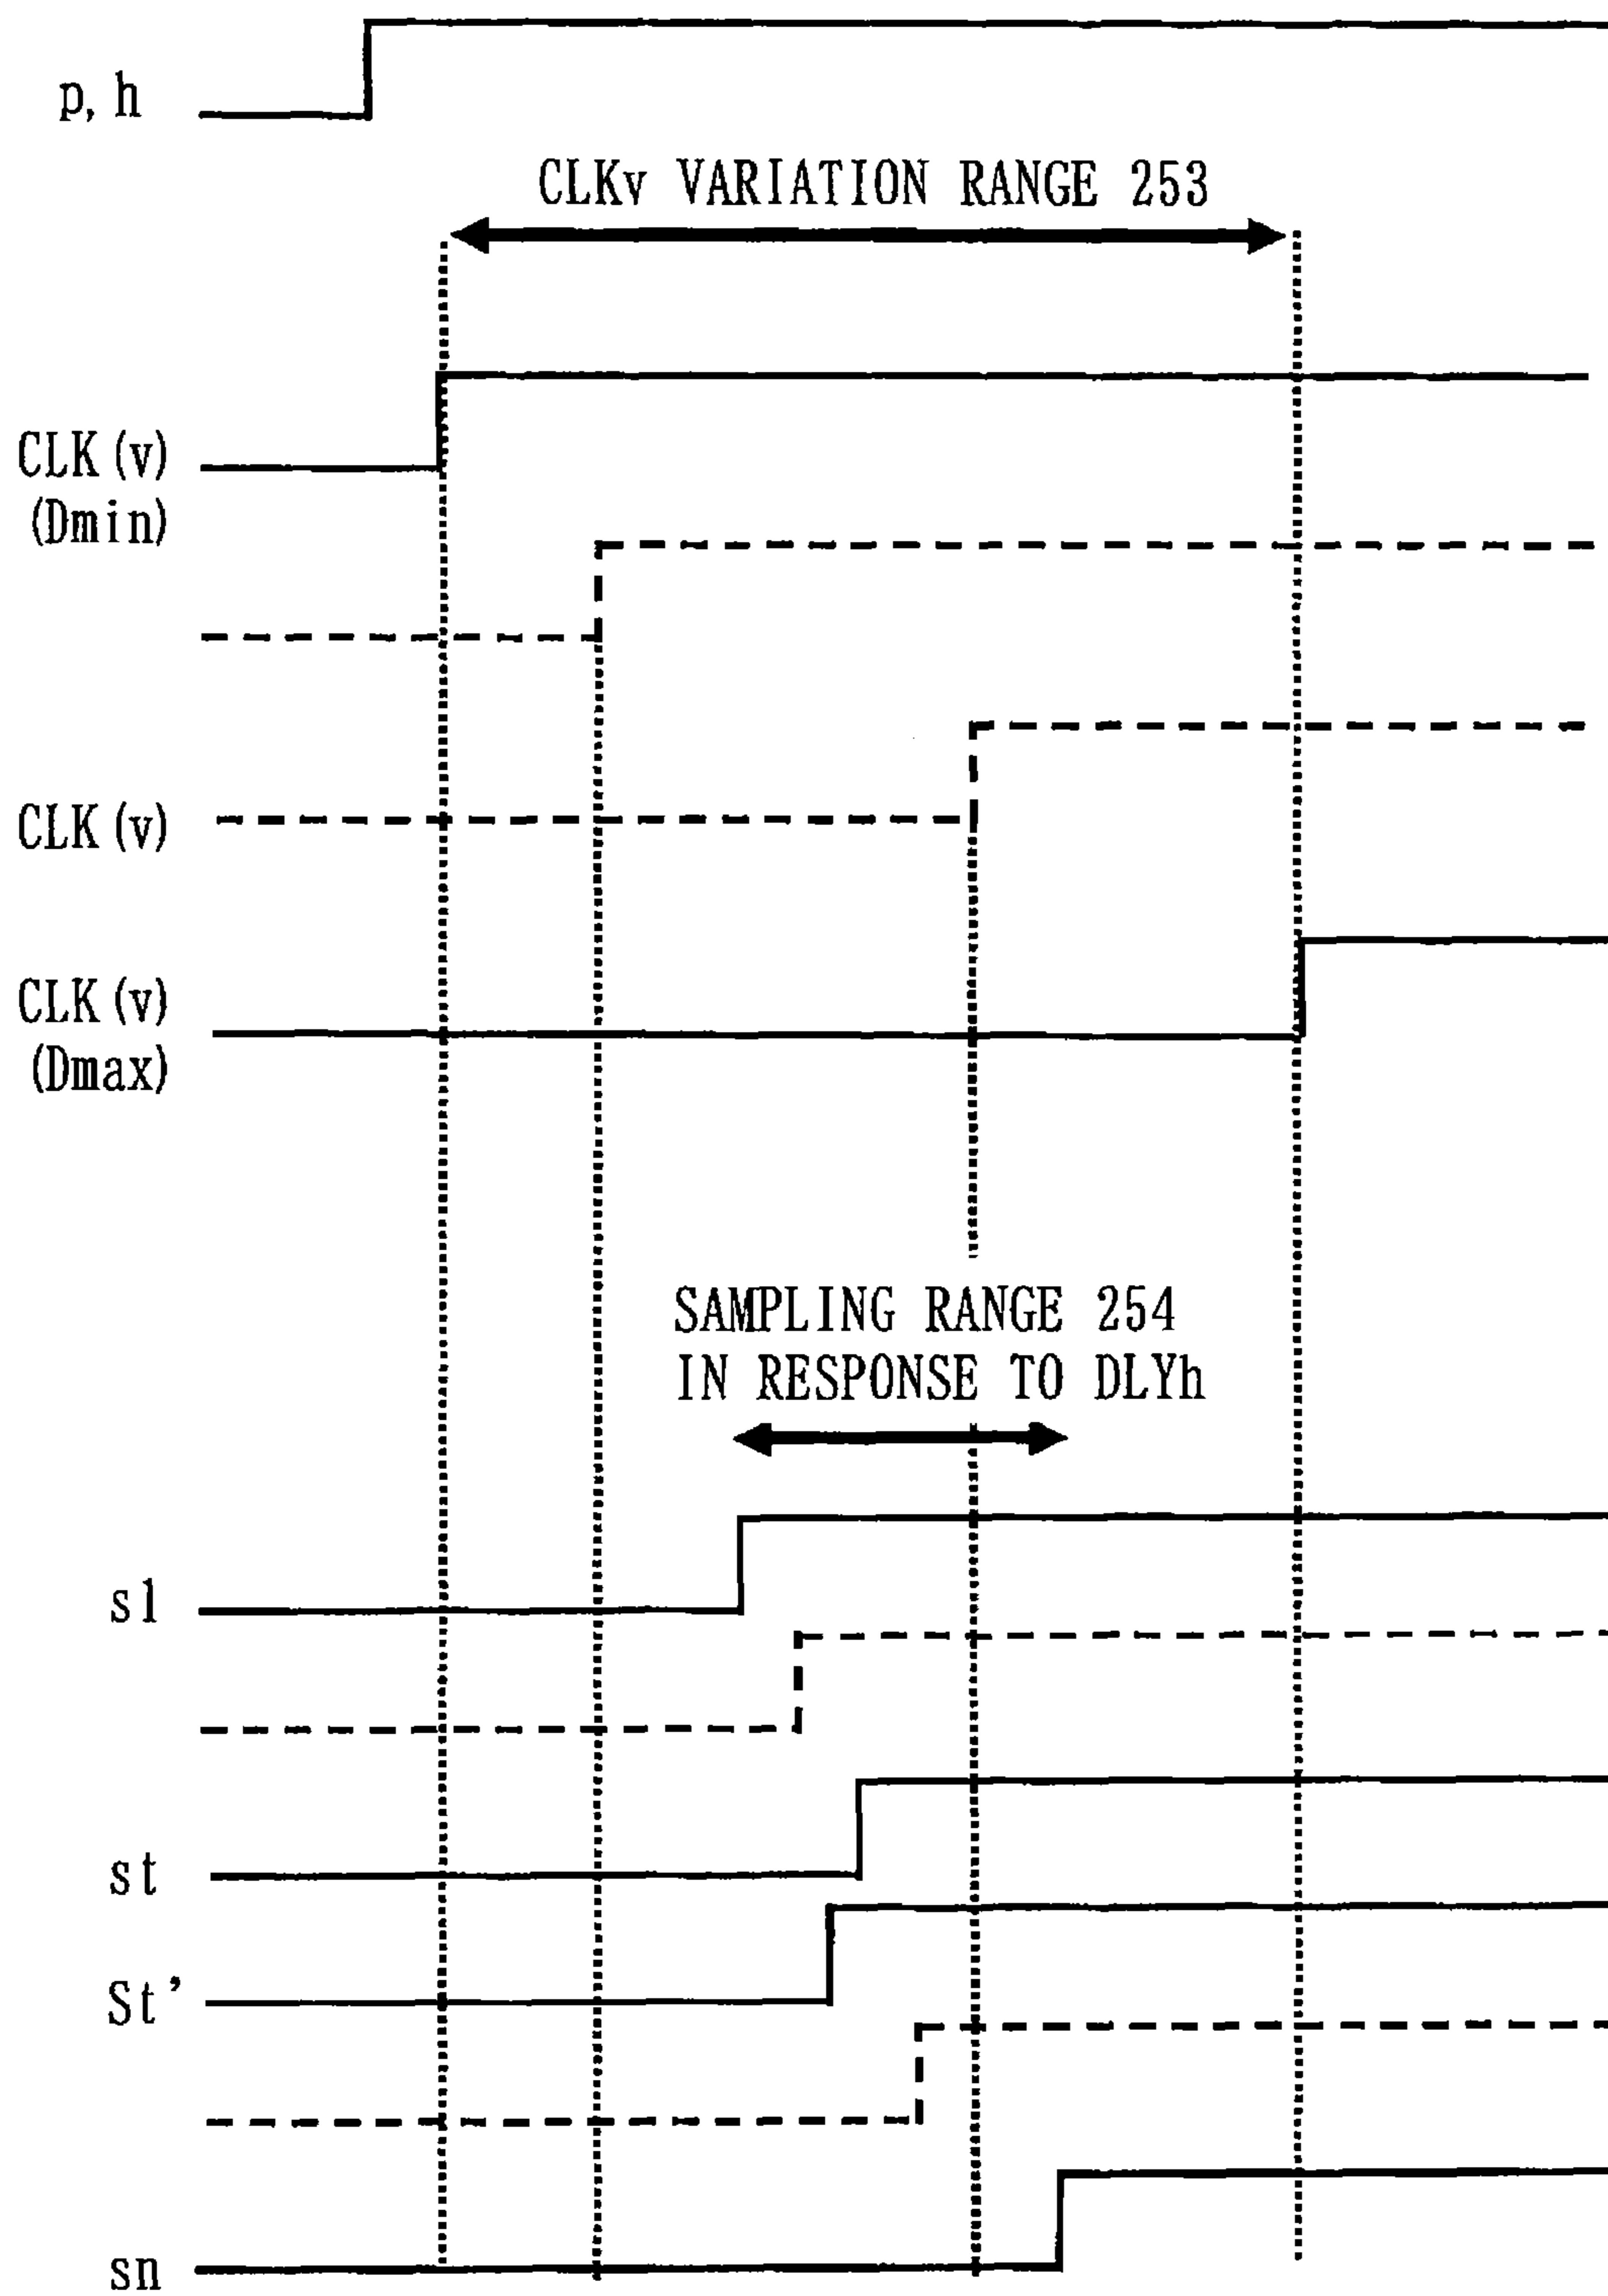 p, h
CLKv VARIATION RANGE 253
CLK (v)
(Dmin)
CLK (v)
CLK (v)
(Dmax)
SAMPLING RANGE 254
IN RESPONSE TO DLYh
s1
st
St’
sn